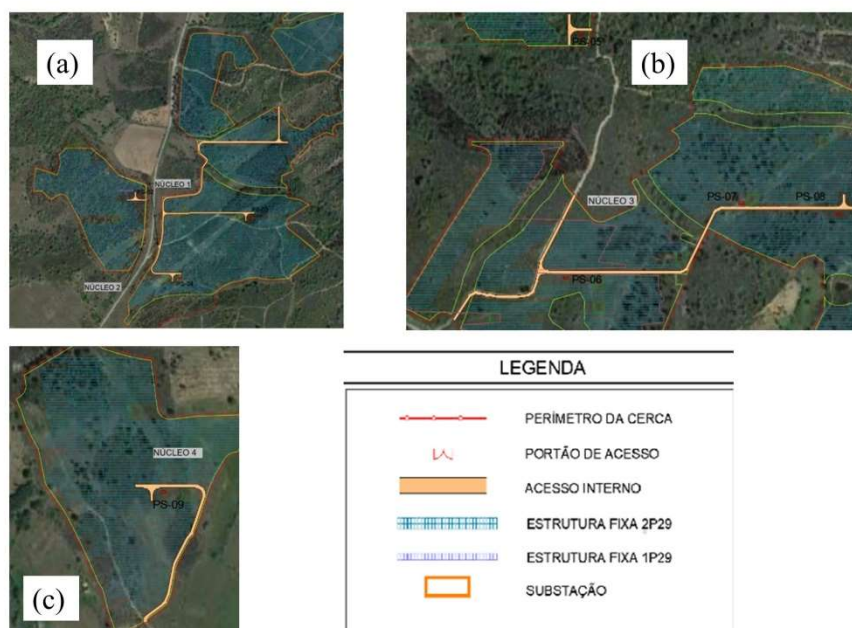 (a)
NÚCLEO 1
NÚCLEO 2
PS-05
(b)
NÚCLEO 3
PS-07
PS-08
PS-06
NÚCLEO 4
PS-09
(c)
LEGENDA
PERÍMETRO DA CERCA
PORTÃO DE ACESSO
ACESSO INTERNO
ESTRUTURA FIXA 2P29
ESTRUTURA FIXA 1P29
SUBSTAÇÃO